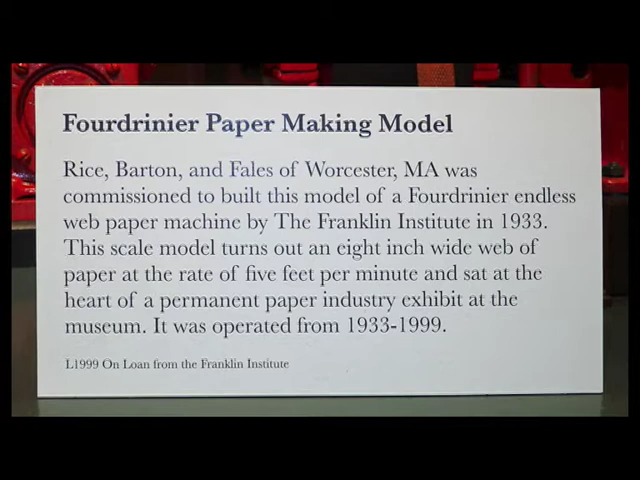 Fourdrinier Paper Making Model
Rice, Barton, and Fales of Worcester, MA was
commissioned to built this model of a Fourdrinier endless
web paper machine by The Franklin Institute in 1933.
This scale model turns out an eight inch wide web of
paper at the rate of five feet per minute and sat at the
heart of a permanent paper industry exhibit at the
museum. It was operated from 1933-1999.
L1999 On Loan from the Franklin Institute